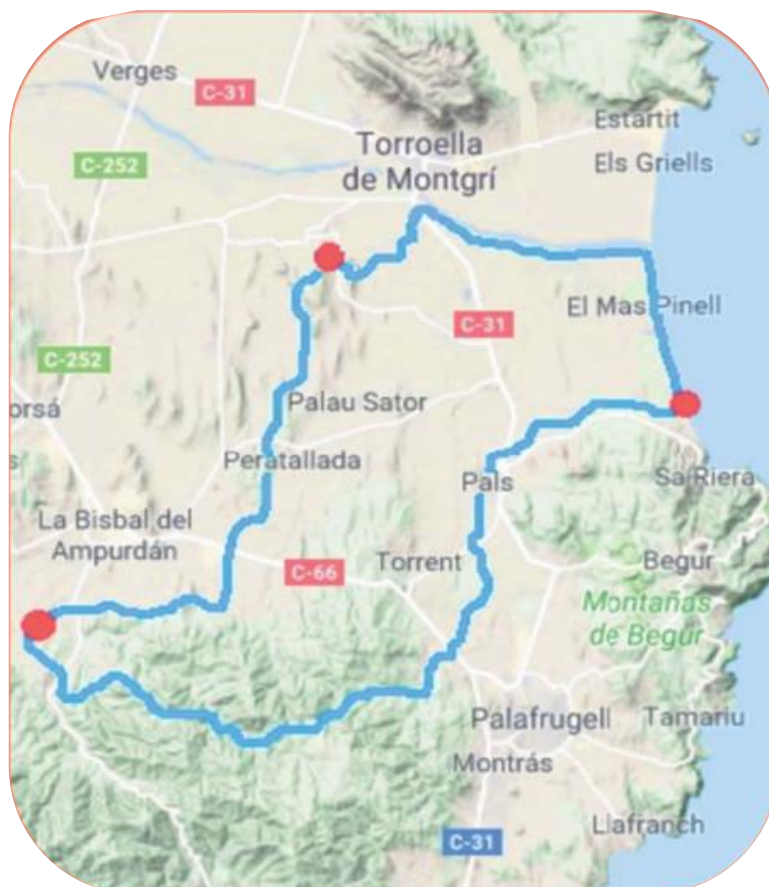 Verges
C-31
Estartit
Torroella
de Montgrí
C-252
Els Griells
El Mas Pinell
C-31
C-252
orsá
Palau Sator
Peratallada
s
Pals
Sa Riera
La Bisbal del
Ampurdán
Torrent
Begur
C-66
Montañas
de Begur
Palafrugell
Tamariu
Montrás
Llafranch
C-31